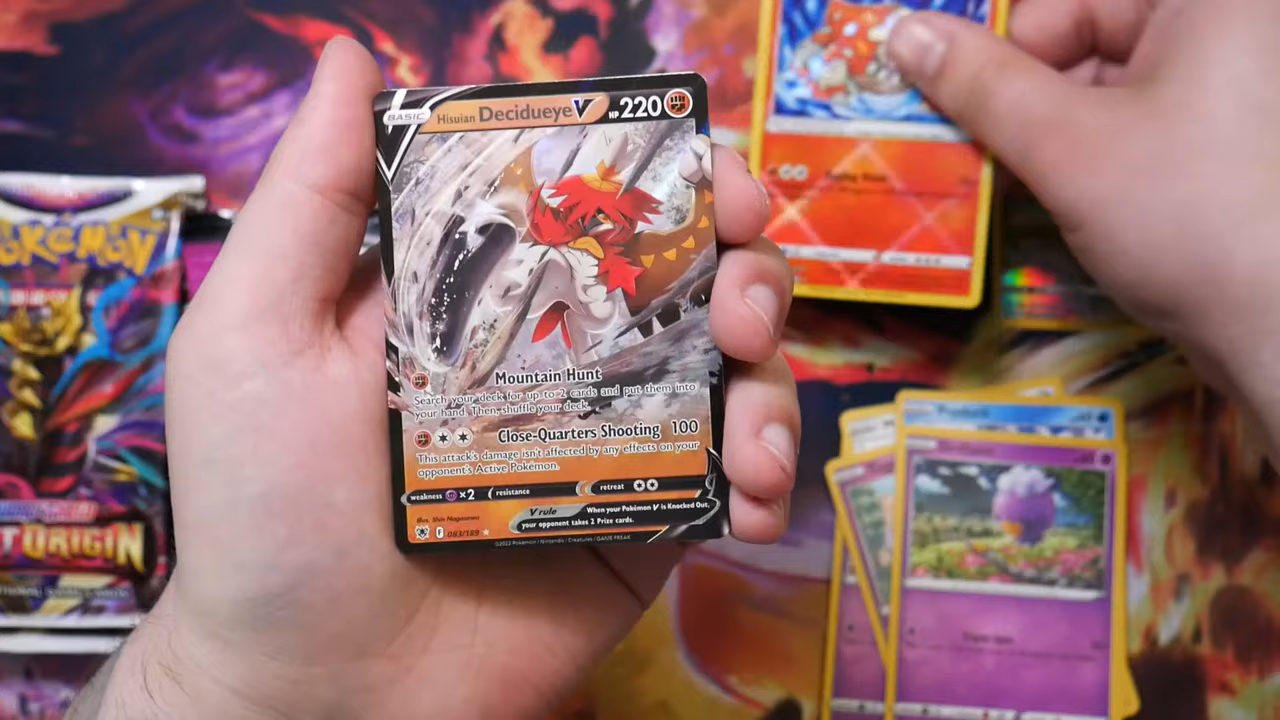 BASIC
Hisuian Decidueye V HP 220
Mountain Hunt
Search your deck for up to 2 cards and put them into
your hand. Then, shuffle your deck.
Close-Quarters Shooting 100
This attack's damage isn't affected by any effects on your
opponent's Active Pokémon.
weakness ×2 resistance retreat
V rule When your Pokémon V is Knocked Out,
your opponent takes 2 Prize cards.
Illus. Shin Nagasawa
F 083/189
©2022 Pokémon / Nintendo / Creatures / GAME FREAK
POKÉMON
T ORIGIN